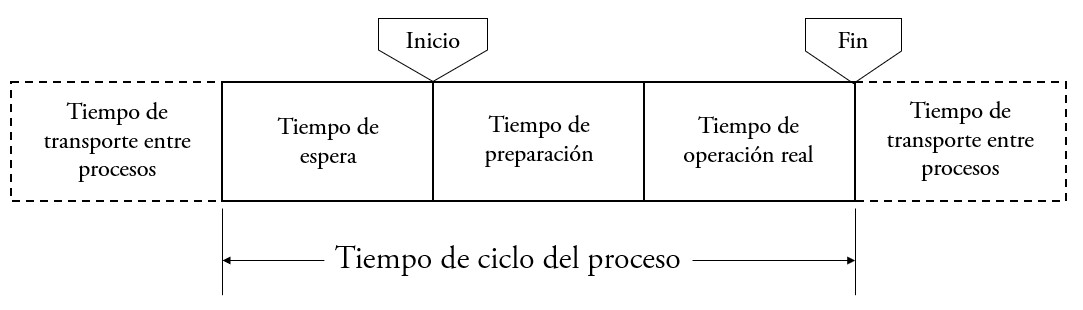 Inicio
Fin
Tiempo de
transporte entre
procesos
Tiempo de
espera
Tiempo de
preparación
Tiempo de
operación real
Tiempo de
transporte entre
procesos
Tiempo de ciclo del proceso